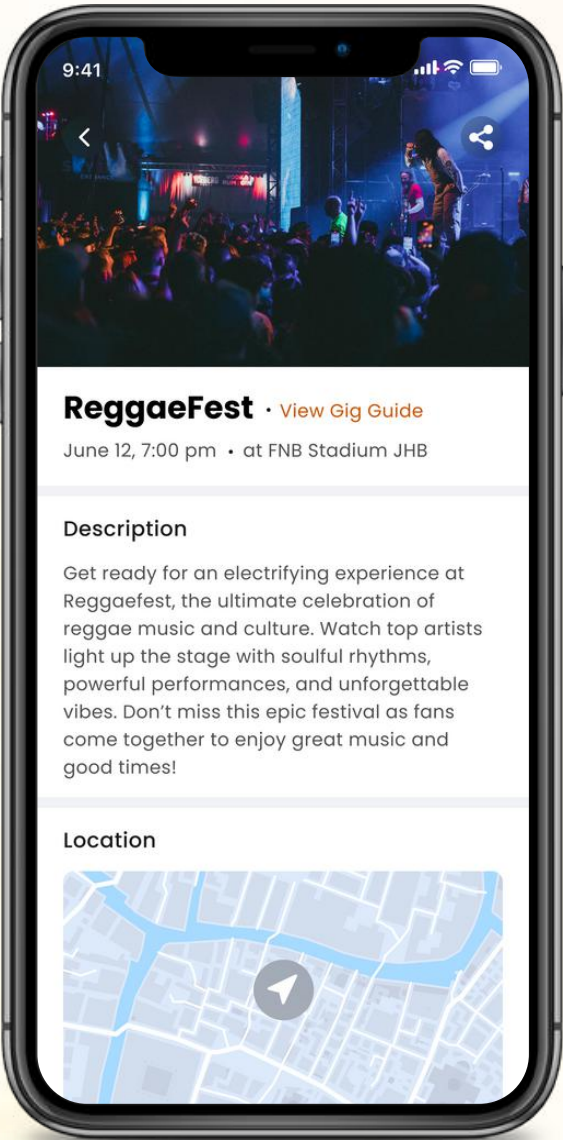 9:41
ReggaeFest · View Gig Guide
June 12, 7:00 pm • at FNB Stadium JHB
Description
Get ready for an electrifying experience at
Reggaefest, the ultimate celebration of
reggae music and culture. Watch top artists
light up the stage with soulful rhythms,
powerful performances, and unforgettable
vibes. Don’t miss this epic festival as fans
come together to enjoy great music and
good times!
Location